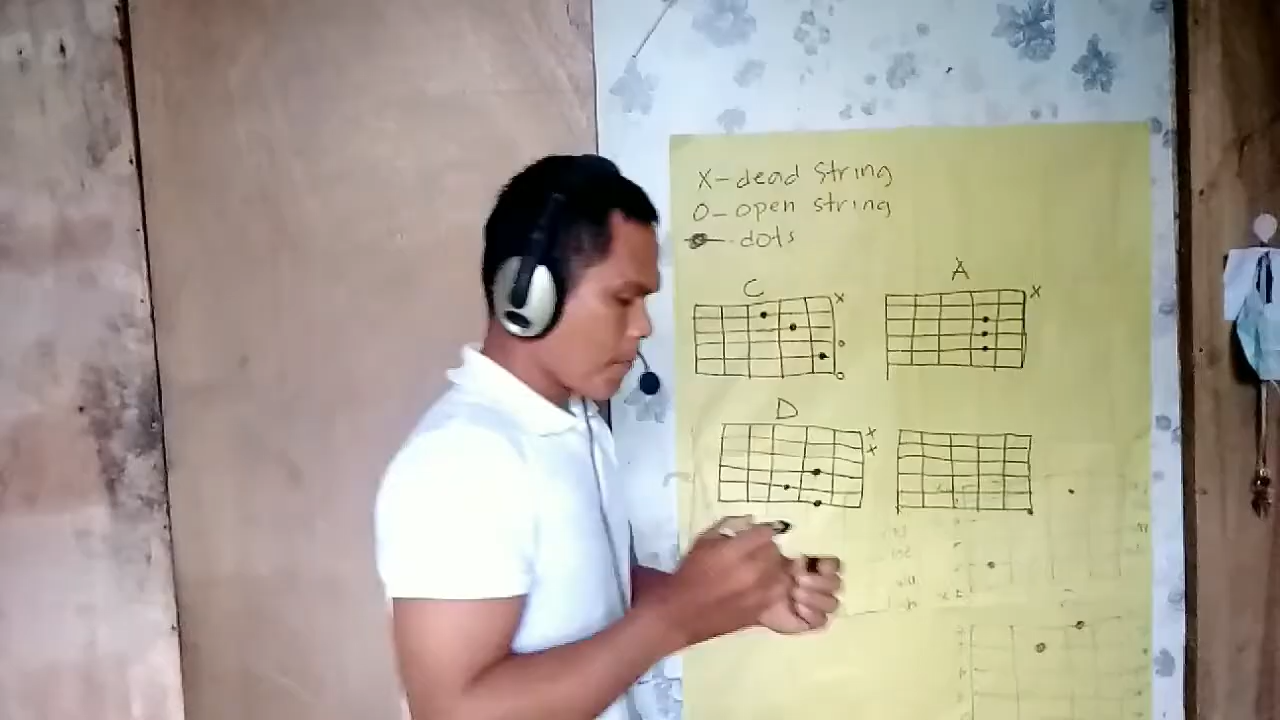 X-dead string
O-open string
-dots
C
A
x
x
o
o
D
x
x